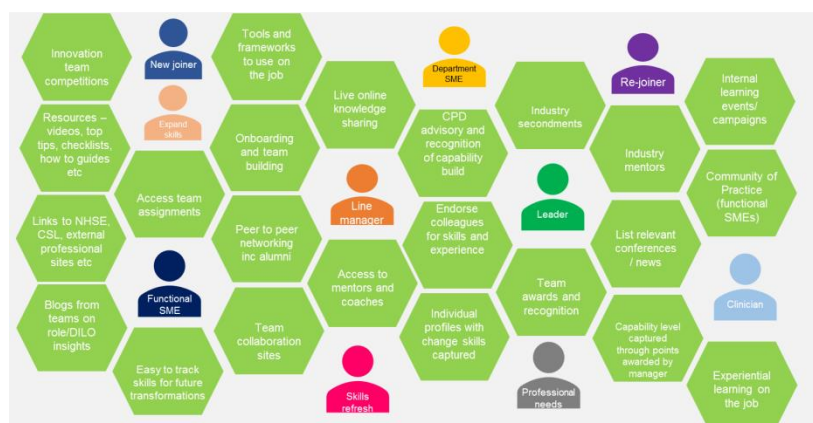 Innovation
team
competitions
New joiner
Tools and
frameworks
to use on
the job
Live online
knowledge
sharing
Department
SME
Industry
secondments
Re-joiner
Internal
learning
events/
campaigns
Resources –
videos, top
tips, checklists,
how to guides
etc
Expand
skills
Onboarding
and team
building
CPD
advisory and
recognition
of capability
build
Industry
mentors
Access team
assignments
Line
manager
Leader
Community of
Practice
(functional
SMEs)
Links to NHSE,
CSL, external
professional
sites etc
Peer to peer
networking
inc alumni
Endorse
colleagues
for skills and
experience
List relevant
conferences
/ news
Functional
SME
Access to
mentors and
coaches
Team
awards and
recognition
Clinician
Blogs from
teams on
role/DILO
insights
Team
collaboration
sites
Individual
profiles with
change skills
captured
Capability level
captured
through points
awarded by
manager
Easy to track
skills for future
transformations
Skills
refresh
Professional
needs
Experiential
learning on
the job